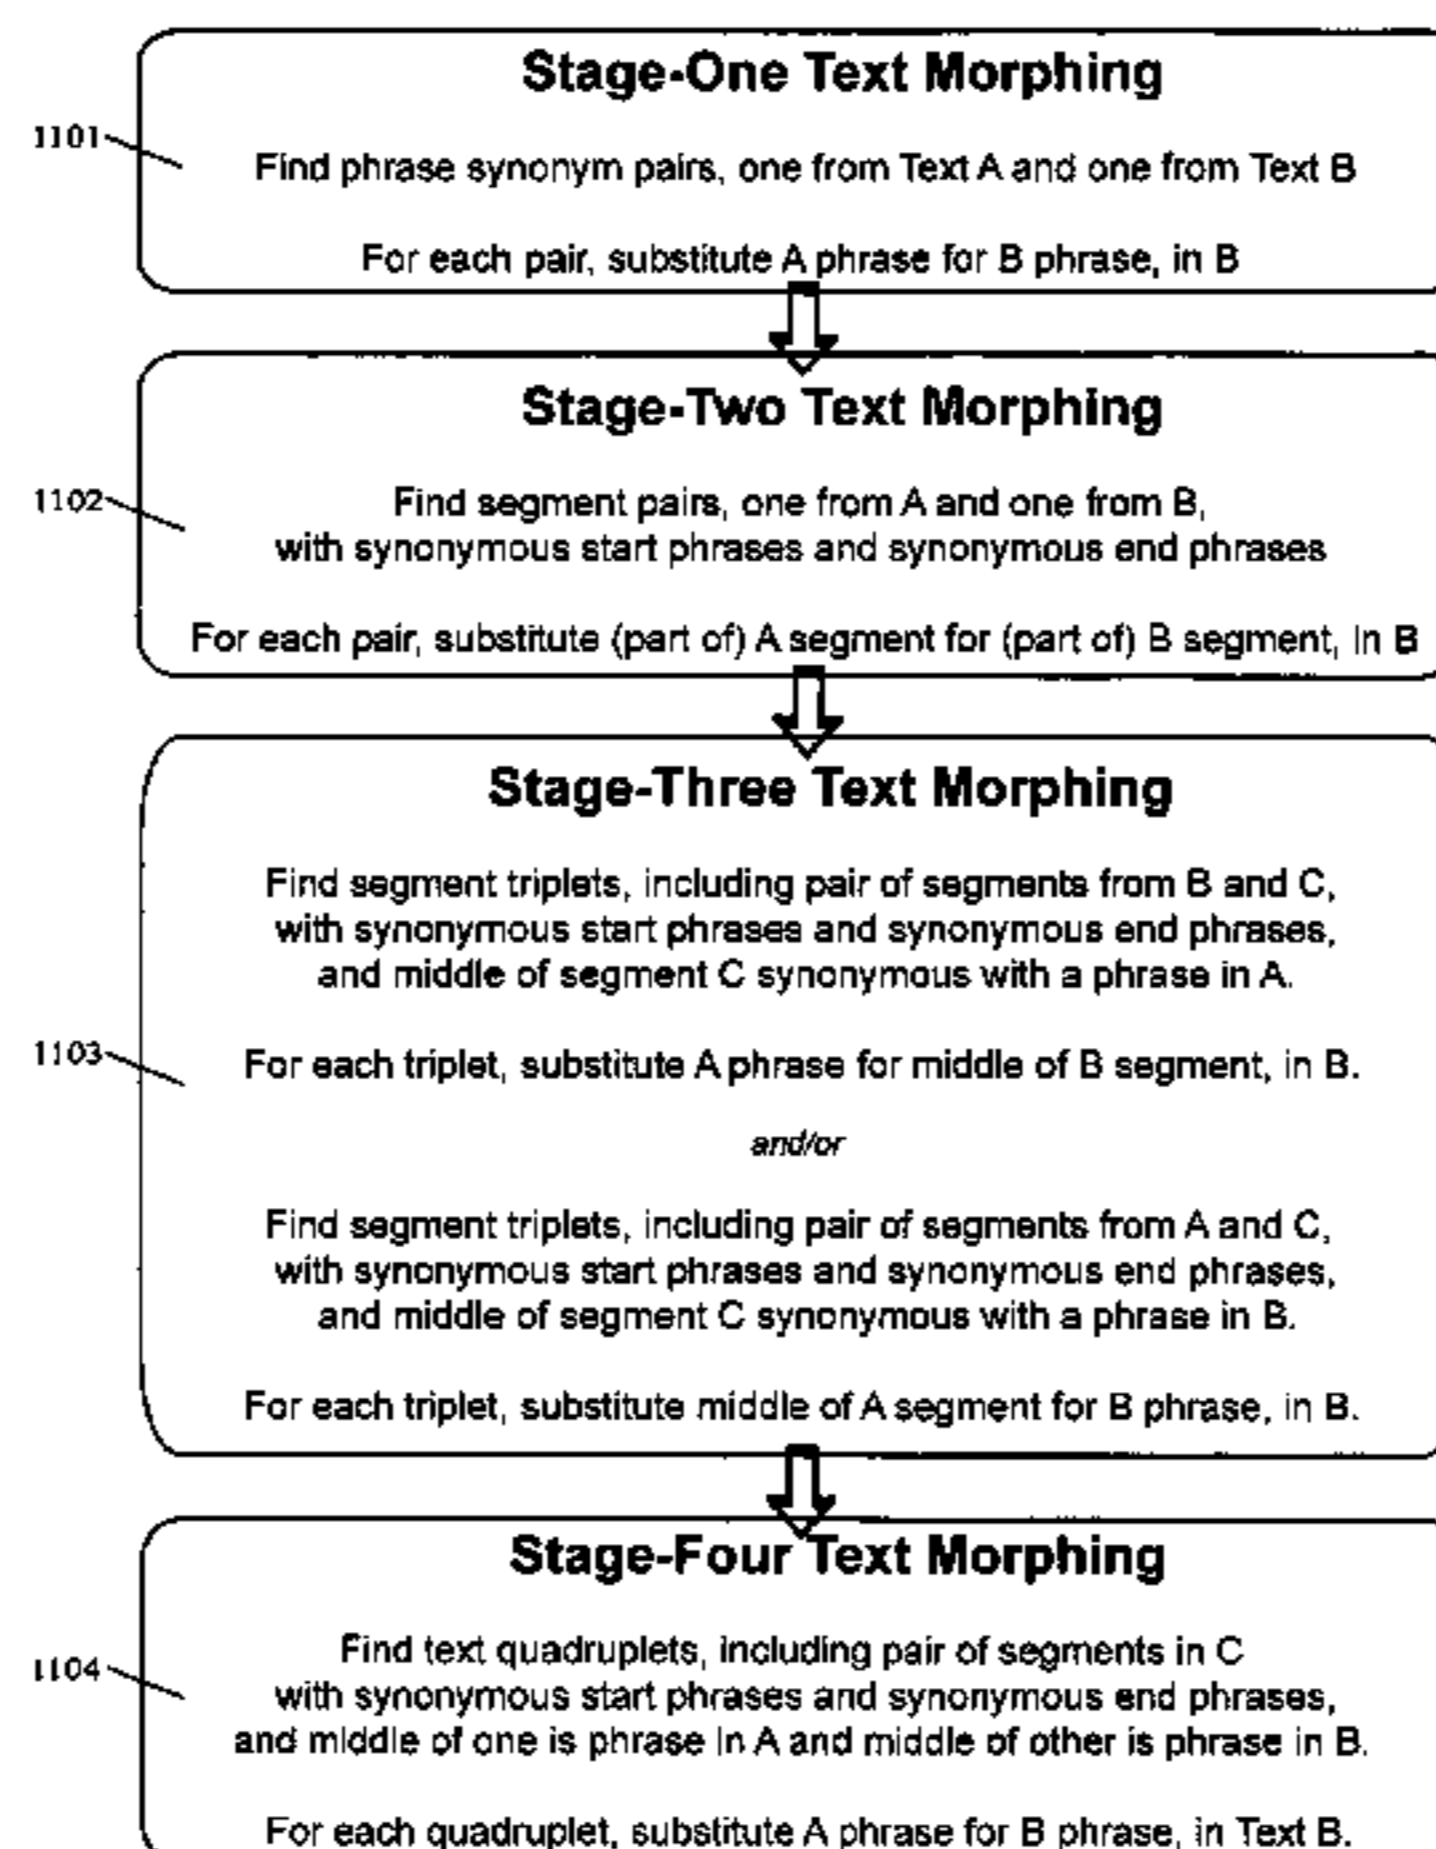 Stage-One Text Morphing
1101
Find phrase synonym pairs, one from Text A and one from Text B
For each pair, substitute A phrase for B phrase, in B
Stage-Two Text Morphing
1102
Find segment pairs, one from A and one from B,
with synonymous start phrases and synonymous end phrases
For each pair, substitute (part of) A segment for (part of) B segment, in B
Stage-Three Text Morphing
Find segment triplets, including pair of segments from B and C,
with synonymous start phrases and synonymous end phrases,
and middle of segment C synonymous with a phrase in A.
1103
For each triplet, substitute A phrase for middle of B segment, in B.
and/or
Find segment triplets, including pair of segments from A and C,
with synonymous start phrases and synonymous end phrases,
and middle of segment C synonymous with a phrase in B.
For each triplet, substitute middle of A segment for B phrase, in B.
Stage-Four Text Morphing
Find text quadruplets, including pair of segments in C
1104
with synonymous start phrases and synonymous end phrases,
and middle of one is phrase in A and middle of other is phrase in B.
For each quadruplet, substitute A phrase for B phrase, in Text B.